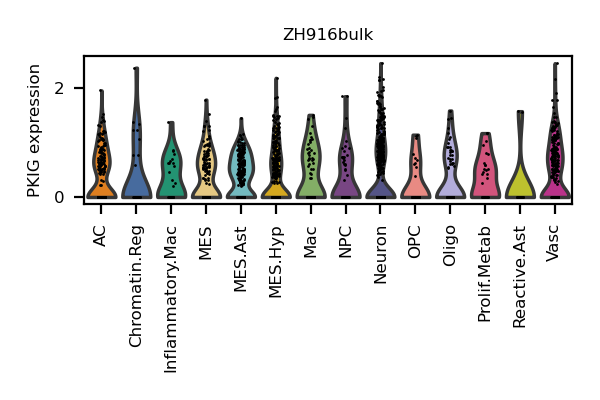 ZH916bulk
PKIG expression
2
0
AC
Chromatin.Reg
Inflammatory.Mac
MES
MES.Ast
MES.Hyp
Mac
NPC
Neuron
OPC
Oligo
Prolif.Metab
Reactive.Ast
Vasc